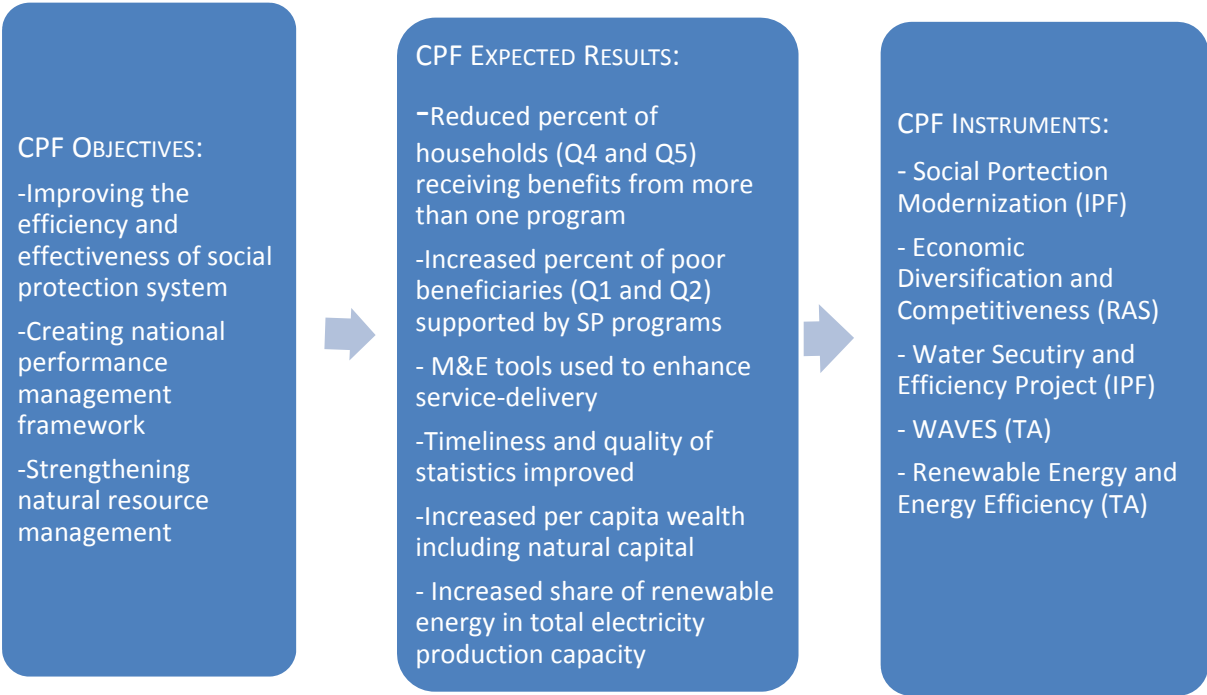 CPF OBJECTIVES:
-Improving the
efficiency and
effectiveness of social
protection system
-Creating national
performance
management
framework
-Strengthening
natural resource
management
CPF EXPECTED RESULTS:
-Reduced percent of
households (Q4 and Q5)
receiving benefits from more
than one program
-Increased percent of poor
beneficiaries (Q1 and Q2)
supported by SP programs
- M&E tools used to enhance
service-delivery
-Timeliness and quality of
statistics improved
-Increased per capita wealth
including natural capital
- Increased share of renewable
energy in total electricity
production capacity
CPF INSTRUMENTS:
- Social Portection
Modernization (IPF)
- Economic
Diversification and
Competitiveness (RAS)
- Water Secutiry and
Efficiency Project (IPF)
- WAVES (TA)
- Renewable Energy and
Energy Efficiency (TA)